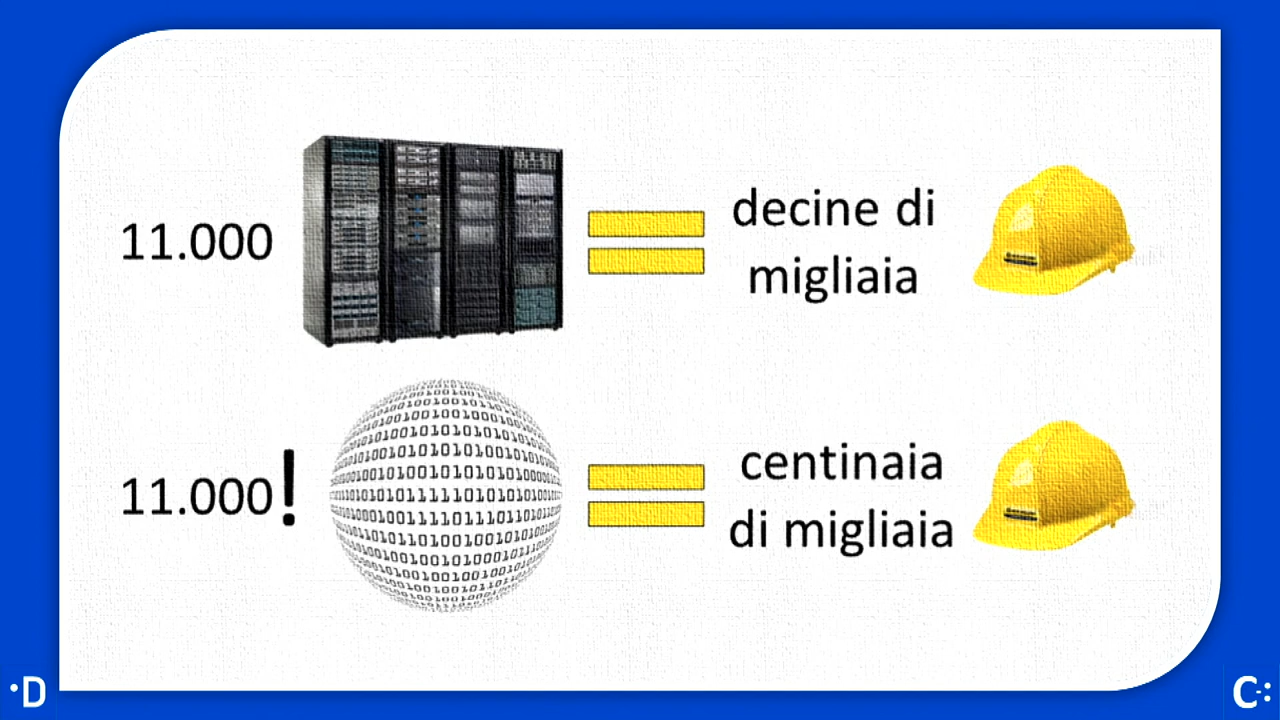 11.000
decine di
migliaia
11.000!
centinaia
di migliaia
·D
C: